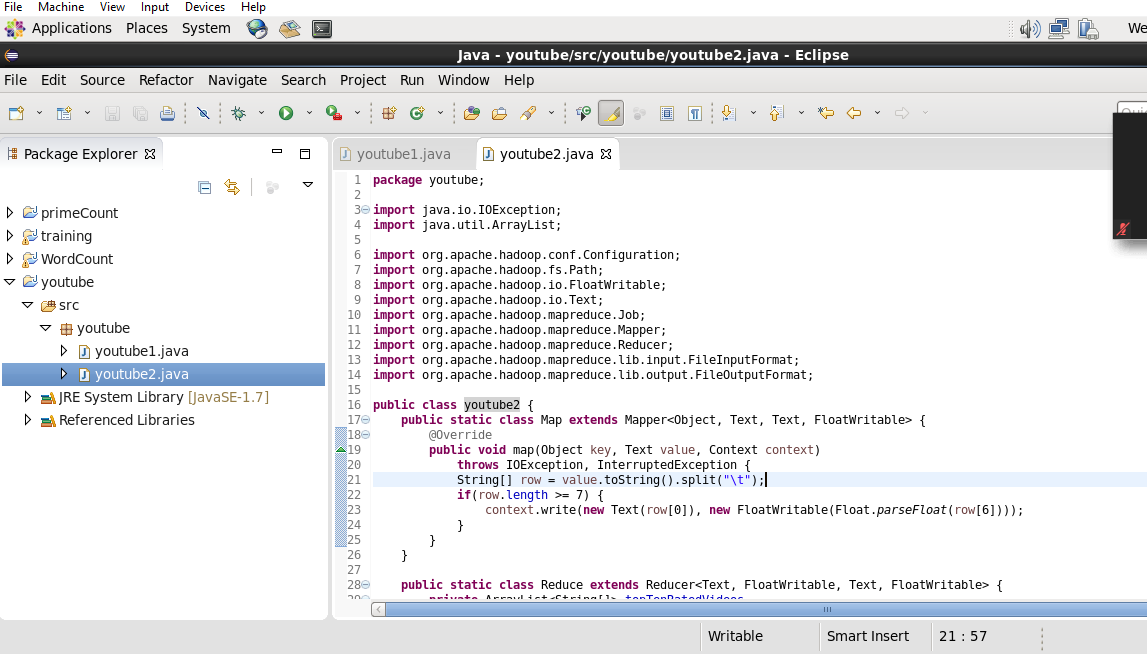 File Machine View Input Devices Help
Applications Places System We
Java - youtube/src/youtube/youtube2.java - Eclipse
File Edit Source Refactor Navigate Search Project Run Window Help
Package Explorer
youtube1.java youtube2.java
primeCount
training
WordCount
youtube
src
youtube
youtube1.java
youtube2.java
JRE System Library [JavaSE-1.7]
Referenced Libraries
1 package youtube;
2
3 import java.io.IOException;
4 import java.util.ArrayList;
5
6 import org.apache.hadoop.conf.Configuration;
7 import org.apache.hadoop.fs.Path;
8 import org.apache.hadoop.io.FloatWritable;
9 import org.apache.hadoop.io.Text;
10 import org.apache.hadoop.mapreduce.Job;
11 import org.apache.hadoop.mapreduce.Mapper;
12 import org.apache.hadoop.mapreduce.Reducer;
13 import org.apache.hadoop.mapreduce.lib.input.FileInputFormat;
14 import org.apache.hadoop.mapreduce.lib.output.FileOutputFormat;
15
16 public class youtube2 {
17 public static class Map extends Mapper<Object, Text, Text, FloatWritable> {
18 @Override
19 public void map(Object key, Text value, Context context)
20 throws IOException, InterruptedException {
21 String[] row = value.toString().split("\t");
22 if(row.length >= 7) {
23 context.write(new Text(row[0]), new FloatWritable(Float.parseFloat(row[6])));
24 }
25 }
26 }
27
28 public static class Reduce extends Reducer<Text, FloatWritable, Text, FloatWritable> {
Writable Smart Insert 21 : 57